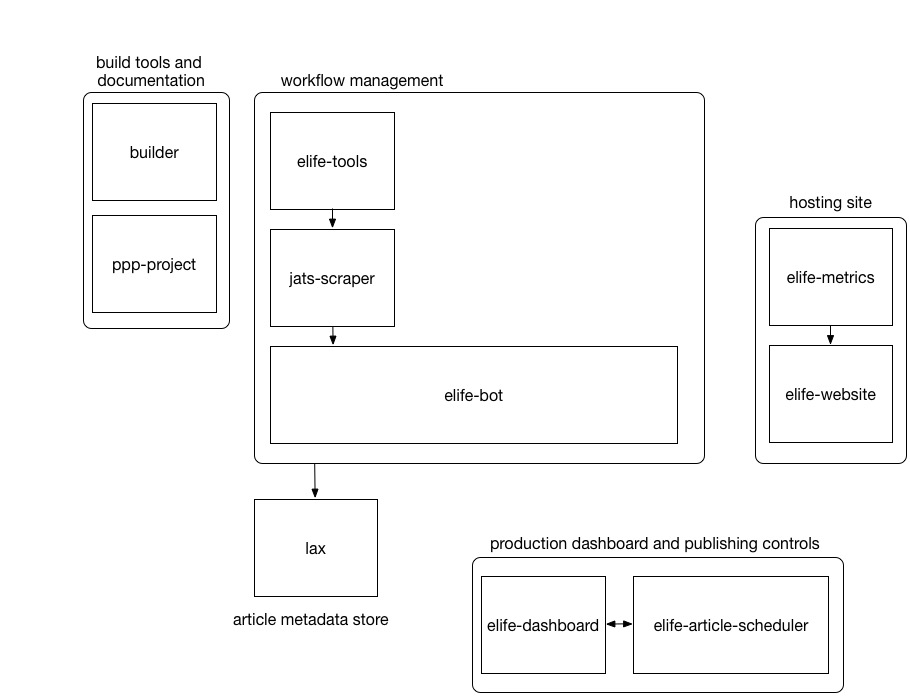 build tools and
documentation
builder
ppp-project
workflow management
elife-tools
jats-scraper
elife-bot
hosting site
elife-metrics
elife-website
lax
article metadata store
production dashboard and publishing controls
elife-dashboard
elife-article-scheduler